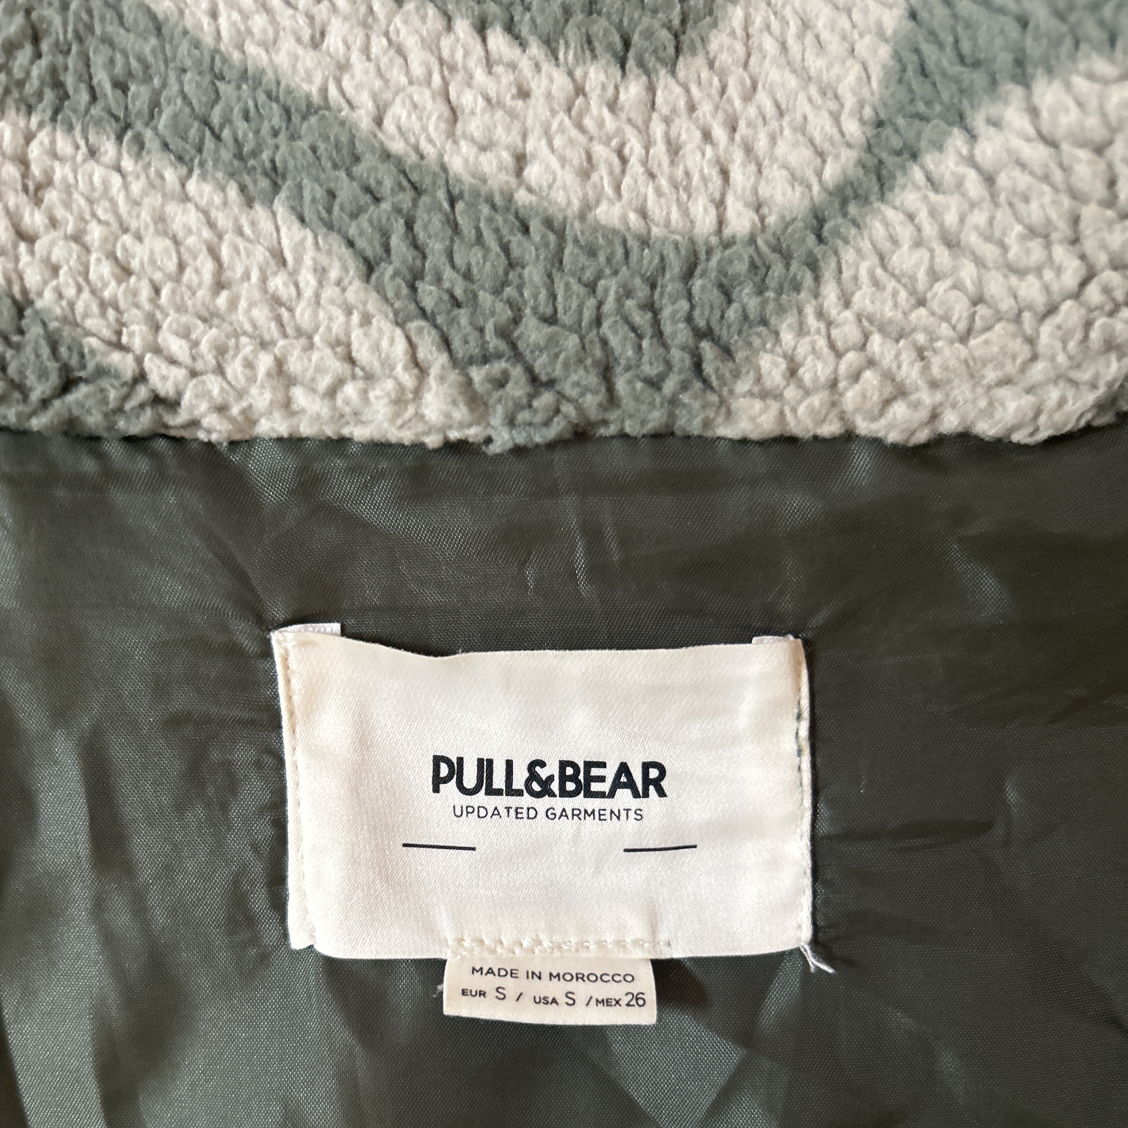 PULL&BEAR
UPDATED GARMENTS
MADE IN MOROCCO
EUR S / USA S / MEX 26